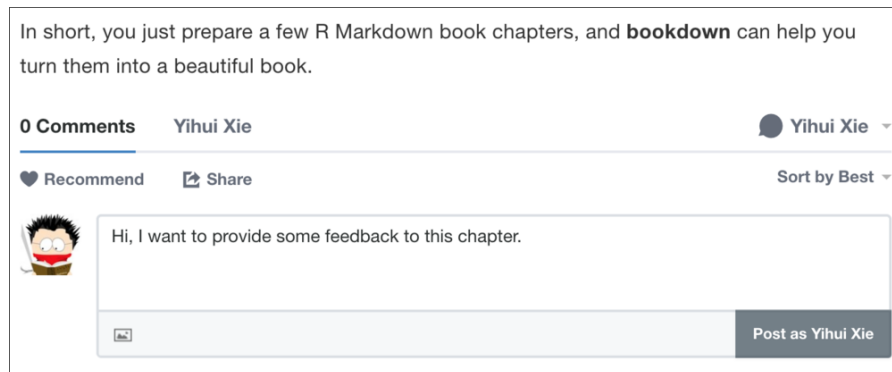 In short, you just prepare a few R Markdown book chapters, and bookdown can help you
turn them into a beautiful book.
0 Comments Yihui Xie Yihui Xie
Recommend Share Sort by Best
Hi, I want to provide some feedback to this chapter.
Post as Yihui Xie